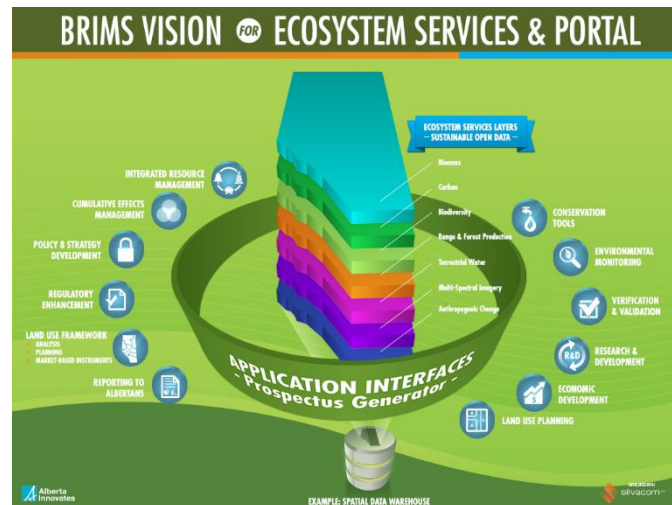 BRIMS VISION FOR ECOSYSTEM SERVICES & PORTAL
ECOSYSTEM SERVICES LAYERS
– SUSTAINABLE OPEN DATA –
Biomass
Carbon
Biodiversity
Range & Forest Production
Terrestrial Water
Multi-Spectral Imagery
Anthropogenic Change
INTEGRATED RESOURCE
MANAGEMENT
CUMULATIVE EFFECTS
MANAGEMENT
POLICY & STRATEGY
DEVELOPMENT
REGULATORY
ENHANCEMENT
LAND USE FRAMEWORK
ANALYSIS
PLANNING
MARKET-BASED INSTRUMENTS
REPORTING TO
ALBERTANS
CONSERVATION
TOOLS
ENVIRONMENTAL
MONITORING
VERIFICATION
& VALIDATION
R&D
RESEARCH &
DEVELOPMENT
$
ECONOMIC
DEVELOPMENT
LAND USE PLANNING
APPLICATION INTERFACES
- Prospectus Generator -
EXAMPLE: SPATIAL DATA WAREHOUSE
Alberta
Innovates
silvacom